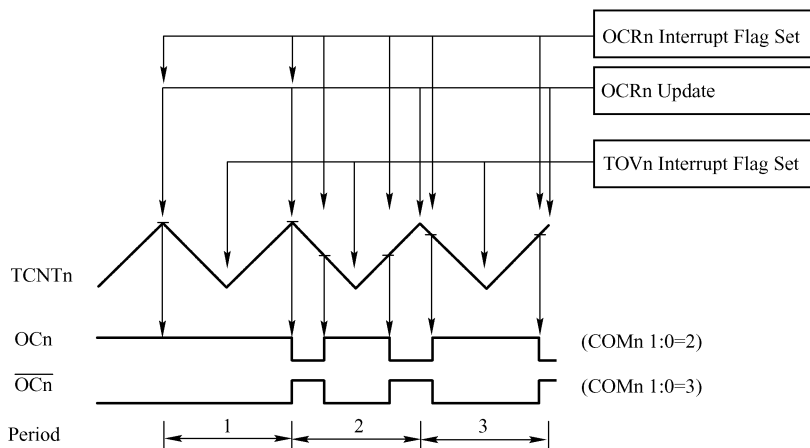 OCRn Interrupt Flag Set
OCRn Update
TOVn Interrupt Flag Set
TCNTn
OCn
(COMn 1:0=2)
OCn
(COMn 1:0=3)
Period
1
2
3